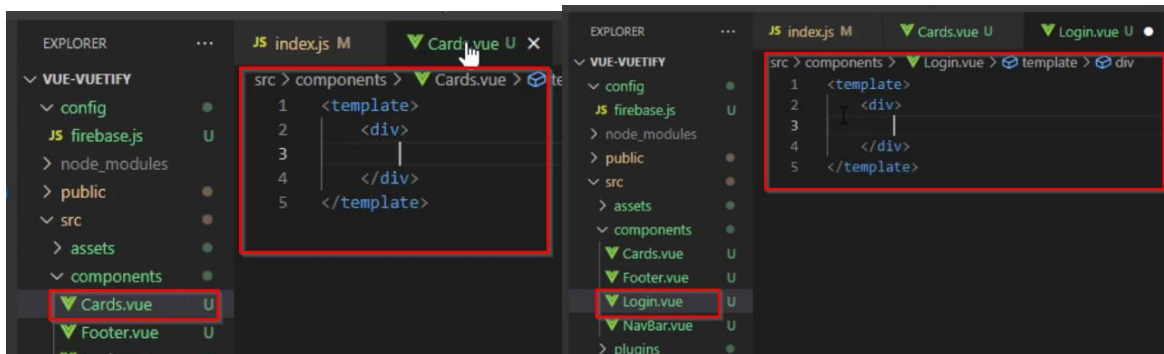 EXPLORER ...
VUE-VUETIFY
config
JS firebase.js U
node_modules
public
src
assets
components
Cards.vue U
Footer.vue U
JS index.js M Cards.vue U ×
src > components > Cards.vue >
1 <template>
2 <div>
3
4 </div>
5 </template>
EXPLORER ...
VUE-VUETIFY
config
JS firebase.js U
node_modules
public
src
assets
components
Cards.vue U
Footer.vue U
Login.vue U
NavBar.vue U
plugins
JS index.js M Cards.vue U Login.vue U ●
src > components > Login.vue > template > div
1 <template>
2 <div>
3
4 </div>
5 </template>